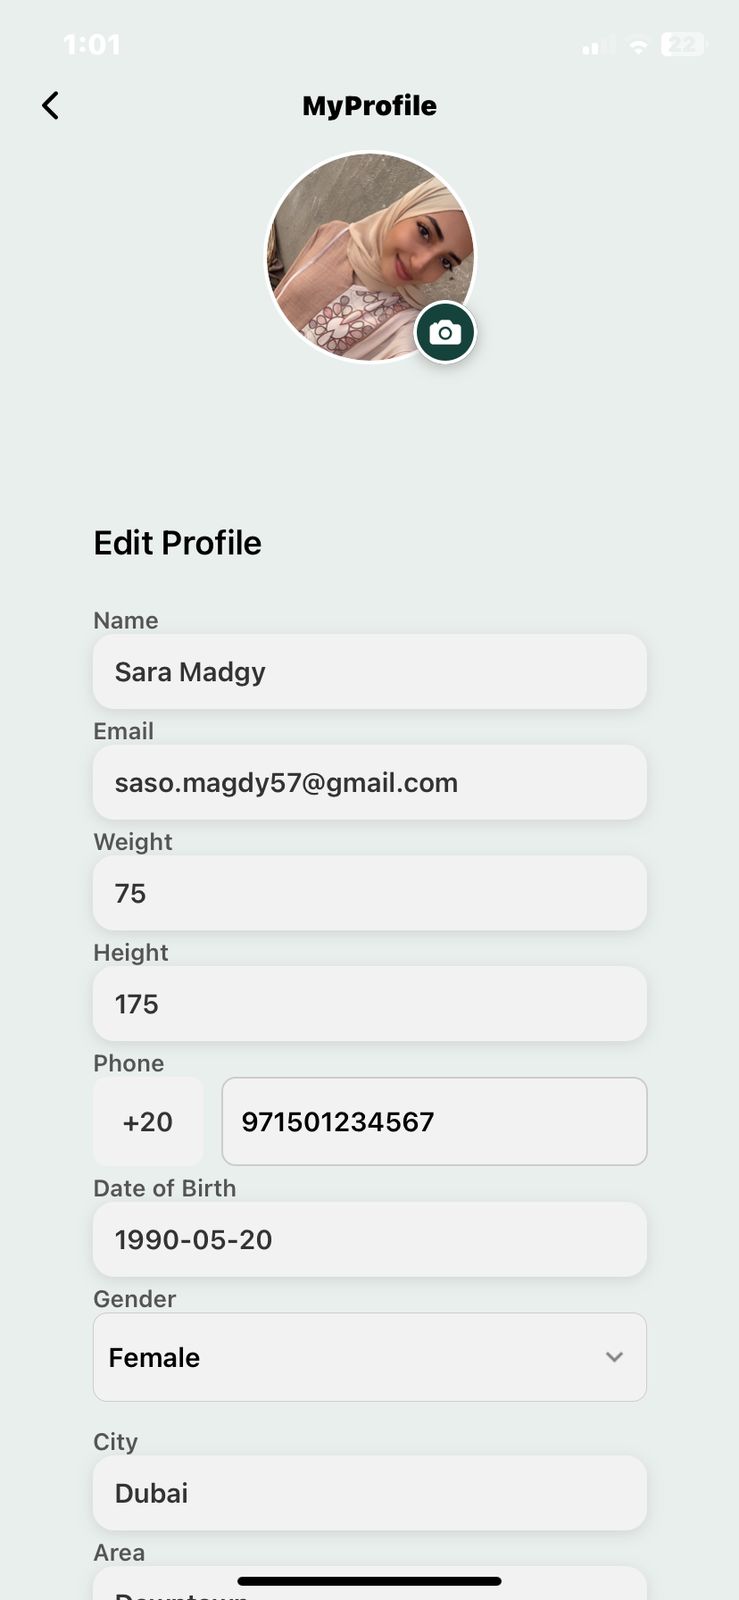 1:01
22
MyProfile
Edit Profile
Name
Sara Madgy
Email
saso.magdy57@gmail.com
Weight
75
Height
175
Phone
+20 971501234567
Date of Birth
1990-05-20
Gender
Female
City
Dubai
Area